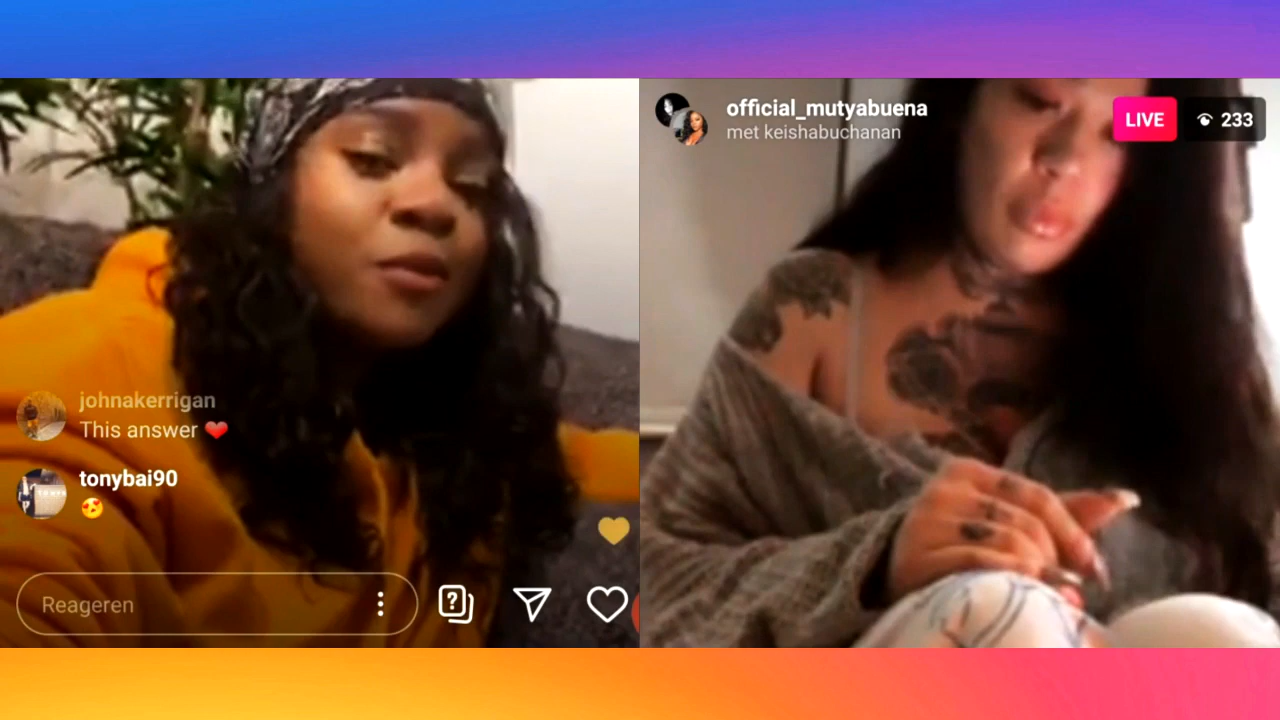 johnakerrigan
This answer ❤️
tonybai90
😍
Reageren
official_mutyabuena
met keishabuchanan
LIVE
233